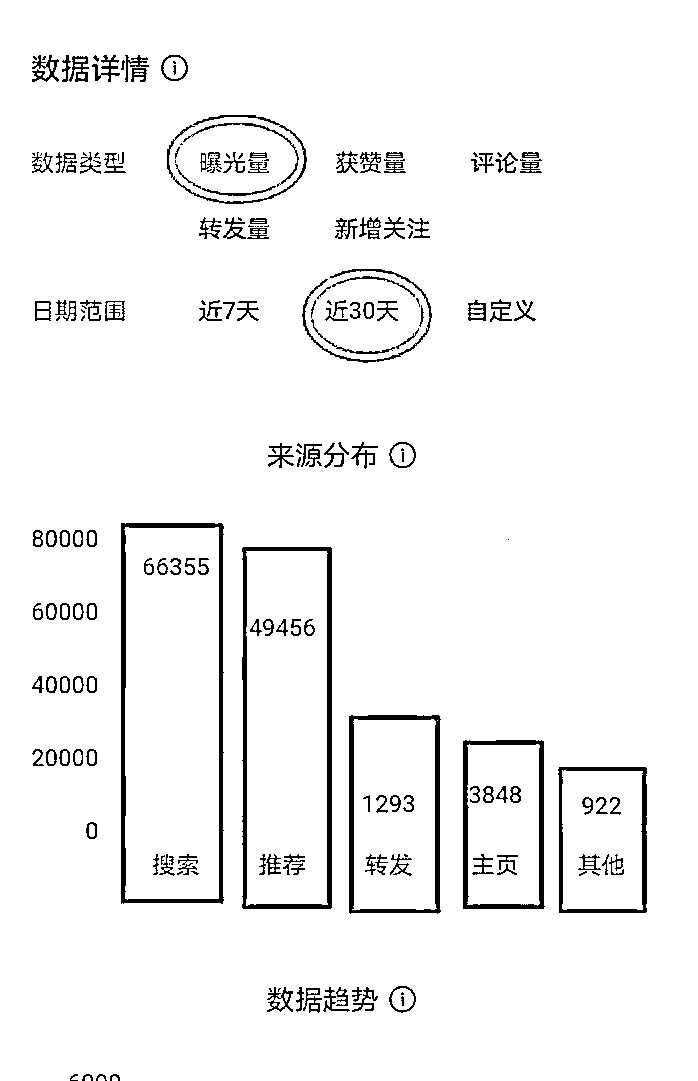 数据详情
数据类型 曝光量 获赞量 评论量
转发量 新增关注
日期范围 近7天 近30天 自定义
来源分布
80000
66355
60000
49456
40000
20000
1293 3848 922
0
搜索 推荐 转发 主页 其他
数据趋势